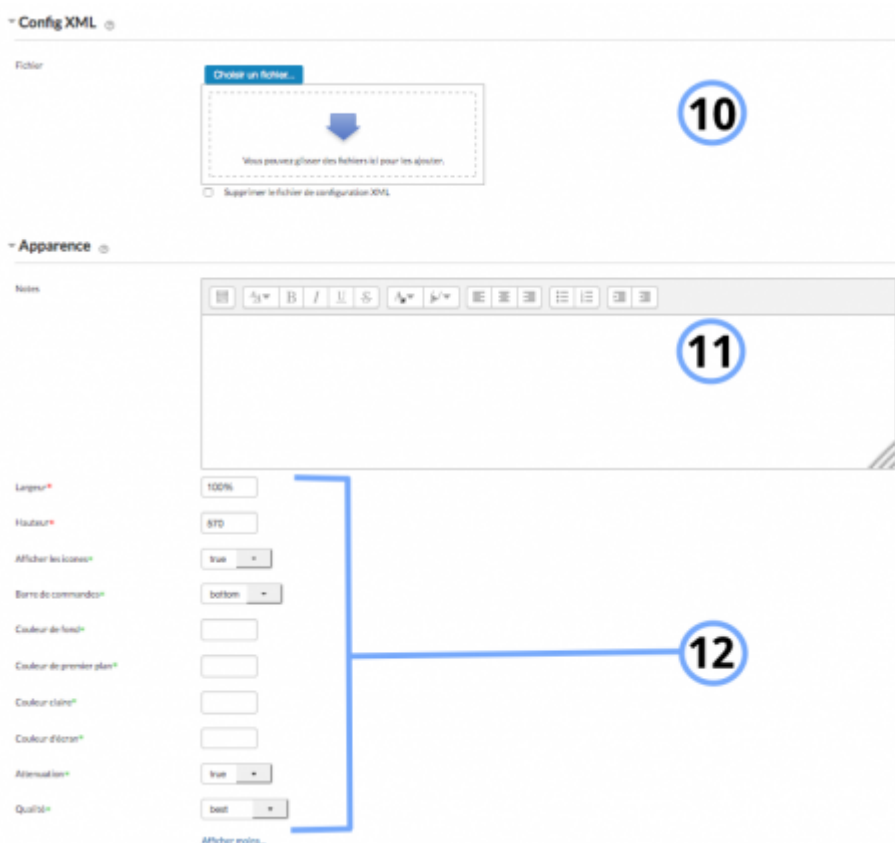 Config XML
Fichier
Choisir un fichier...
10
Vous pouvez glisser des fichiers ici pour les ajouter.
Supprimer le fichier de configuration XML
Apparence
Notes
B I U S
11
Largeur*
100%
Hauteur*
670
Afficher les icones*
true
Barre de commandes*
bottom
Couleur de fond*
12
Couleur de premier plan*
Couleur claire*
Couleur d'écran*
Attenuation*
true
Qualité*
best
Afficher moins...